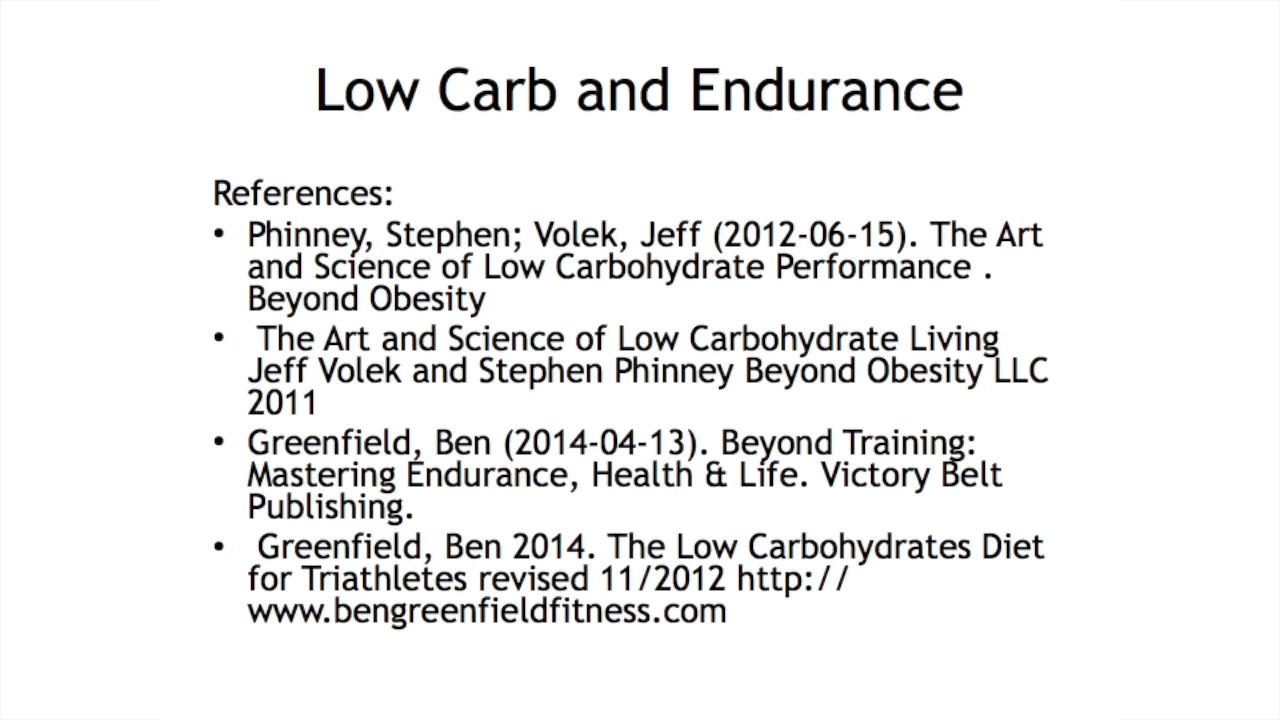 Low Carb and Endurance
References:
• Phinney, Stephen; Volek, Jeff (2012-06-15). The Art
and Science of Low Carbohydrate Performance .
Beyond Obesity
• The Art and Science of Low Carbohydrate Living
Jeff Volek and Stephen Phinney Beyond Obesity LLC
2011
• Greenfield, Ben (2014-04-13). Beyond Training:
Mastering Endurance, Health & Life. Victory Belt
Publishing.
• Greenfield, Ben 2014. The Low Carbohydrates Diet
for Triathletes revised 11/2012 http://
www.bengreenfieldfitness.com